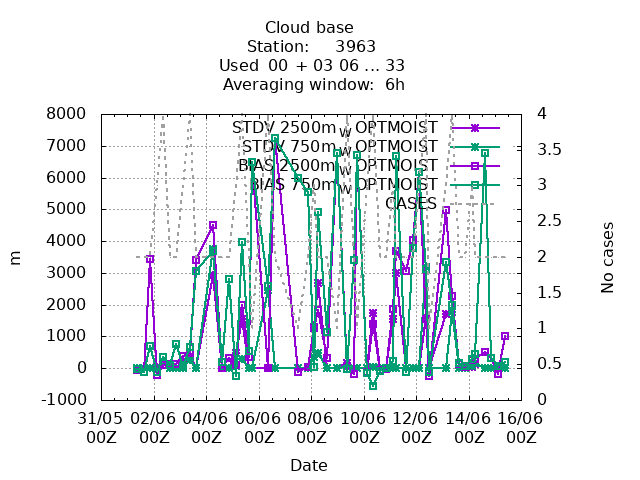 Cloud base
Station: 3963
Used 00 + 03 06 ... 33
Averaging window: 6h
STDV 2500m_W OPTMOIST
STDV 750m_W OPTMOIST
BIAS 2500m_W OPTMOIST
BIAS 750m_W OPTMOIST
CASES
8000
7000
6000
5000
4000
3000
2000
1000
0
-1000
m
4
3.5
3
2.5
2
1.5
1
0.5
0
No cases
31/05 02/06 04/06 06/06 08/06 10/06 12/06 14/06 16/06
00Z 00Z 00Z 00Z 00Z 00Z 00Z 00Z 00Z
Date